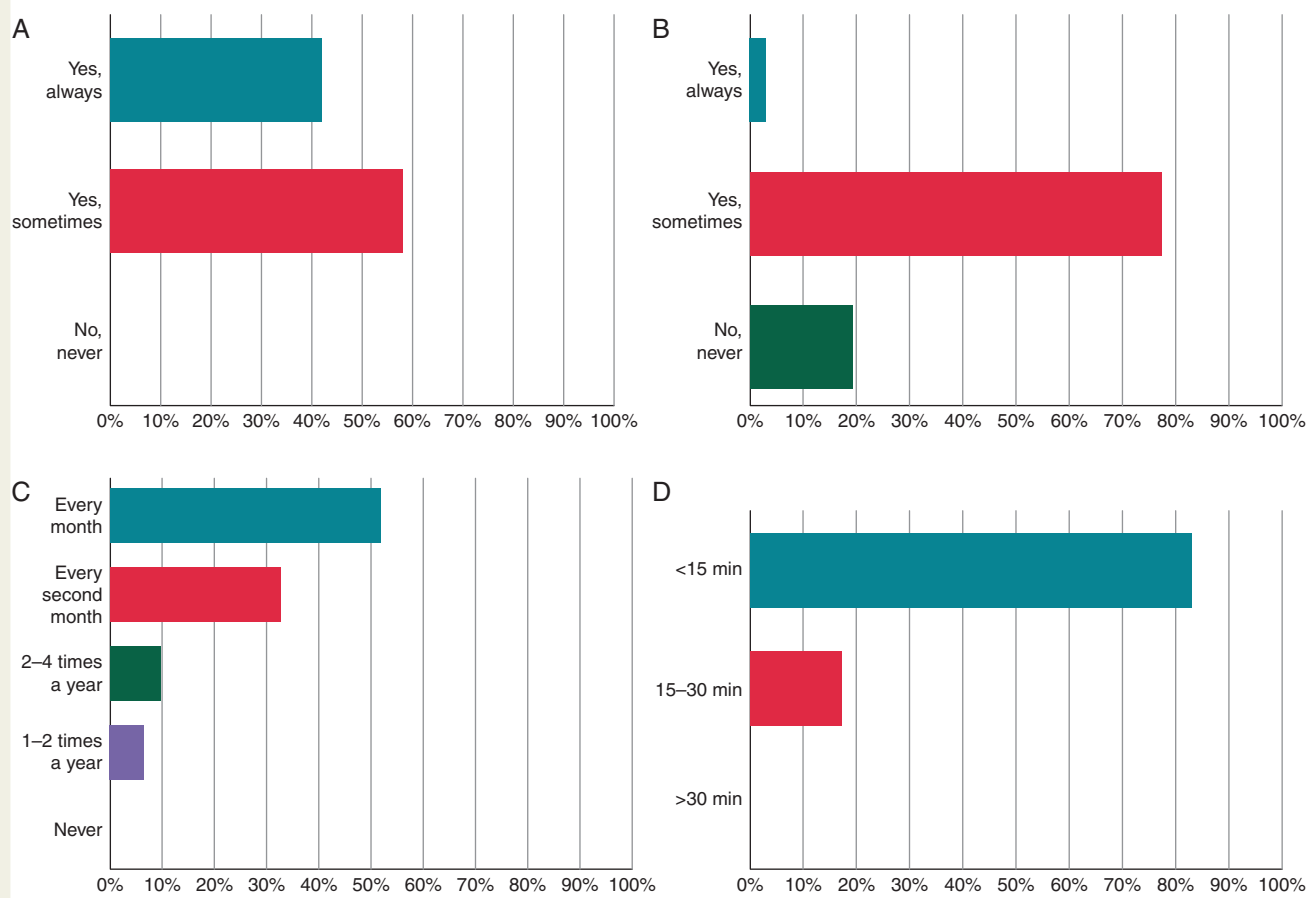 A
Yes,
always
Yes,
sometimes
No,
never
0% 10% 20% 30% 40% 50% 60% 70% 80% 90% 100%
B
Yes,
always
Yes,
sometimes
No,
never
0% 10% 20% 30% 40% 50% 60% 70% 80% 90% 100%
C
Every
month
Every
second
month
2–4 times
a year
1–2 times
a year
Never
0% 10% 20% 30% 40% 50% 60% 70% 80% 90% 100%
D
<15 min
15–30 min
>30 min
0% 10% 20% 30% 40% 50% 60% 70% 80% 90% 100%